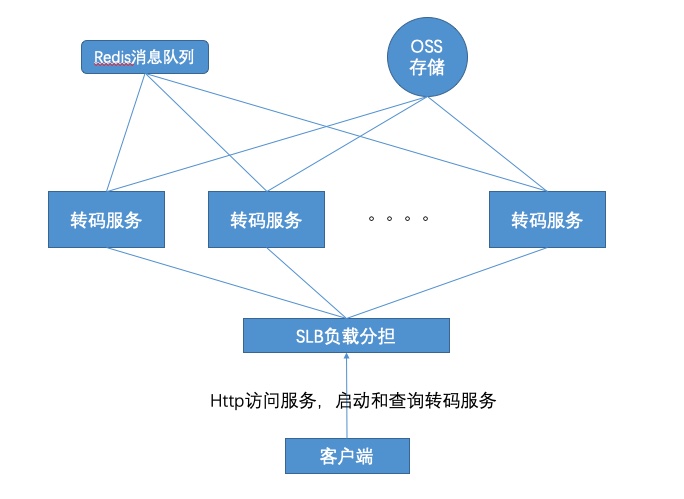 Redis消息队列
OSS
存储
转码服务
转码服务
。。。。
转码服务
SLB负载分担
Http访问服务，启动和查询转码服务
客户端